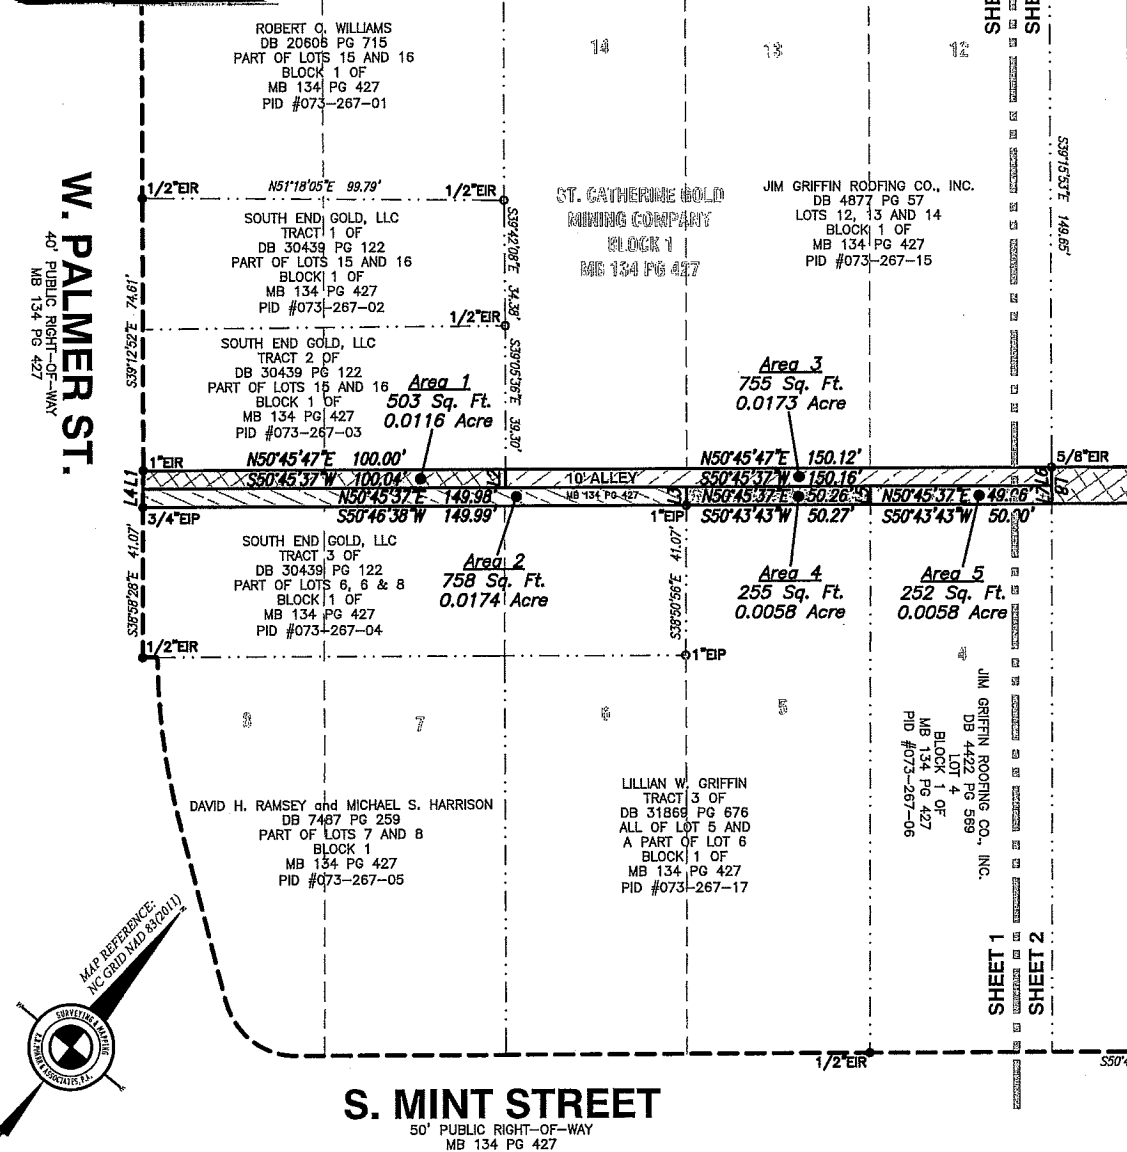 ROBERT O. WILLIAMS
DB 20606 PG 715
PART OF LOTS 15 AND 16
BLOCK 1 OF
MB 134 PG 427
PID #073-267-01
14
13
12
SHE
SHE
W. PALMER ST.
40' PUBLIC RIGHT-OF-WAY
MB 134 PG 427
1/2"EIR
N51°18'05"E 99.79'
1/2"EIR
SOUTH END GOLD, LLC
TRACT 1 OF
DB 30439 PG 122
PART OF LOTS 15 AND 16
BLOCK 1 OF
MB 134 PG 427
PID #073-267-02
S39°12'52"E 74.61'
S39°42'08"E 34.38'
1/2"EIR
ST. CATHERINE GOLD
MINING COMPANY
BLOCK 1
MB 134 PG 427
JIM GRIFFIN ROOFING CO., INC.
DB 4877 PG 57
LOTS 12, 13 AND 14
BLOCK 1 OF
MB 134 PG 427
PID #073-267-15
S39°15'53"E 149.85'
SOUTH END GOLD, LLC
TRACT 2 OF
DB 30439 PG 122
PART OF LOTS 15 AND 16
BLOCK 1 OF
MB 134 PG 427
PID #073-267-03
S39°05'36"E 39.30'
Area 1
503 Sq. Ft.
0.0116 Acre
Area 3
755 Sq. Ft.
0.0173 Acre
1"EIR
N50°45'47"E 100.00'
N50°45'47"E 150.12'
5/8"EIR
L1
S50°45'37"W 100.04'
L2
10' ALLEY
S50°45'37"W 150.16'
L6
L4
N50°45'37"E 149.98'
MB 134 PG 427
L3
N50°45'37"E 50.26'
L5
N50°45'37"E 49.96'
L7
L8
3/4"EIP
S50°46'38"W 149.99'
1"EIP
S50°43'43"W 50.27'
S50°43'43"W 50.00'
SOUTH END GOLD, LLC
TRACT 3 OF
DB 30439 PG 122
PART OF LOTS 6, 6 & 8
BLOCK 1 OF
MB 134 PG 427
PID #073-267-04
S38°58'28"E 41.07'
S38°50'56"E 41.07'
Area 2
758 Sq. Ft.
0.0174 Acre
Area 4
255 Sq. Ft.
0.0058 Acre
Area 5
252 Sq. Ft.
0.0058 Acre
1/2"EIR
1"EIP
8
7
6
5
4
JIM GRIFFIN ROOFING CO., INC.
DB 4422 PG 569
LOT 4
BLOCK 1 OF
MB 134 PG 427
PID #073-267-06
DAVID H. RAMSEY and MICHAEL S. HARRISON
DB 7487 PG 259
PART OF LOTS 7 AND 8
BLOCK 1
MB 134 PG 427
PID #073-267-05
LILLIAN W. GRIFFIN
TRACT 3 OF
DB 31869 PG 676
ALL OF LOT 5 AND
A PART OF LOT 6
BLOCK 1 OF
MB 134 PG 427
PID #073-267-17
MAP REFERENCE:
NC GRID NAD 83(2011)
SURVEYING & MAPPING
SHEET 1
SHEET 2
1/2"EIR
S50°4
S. MINT STREET
50' PUBLIC RIGHT-OF-WAY
MB 134 PG 427